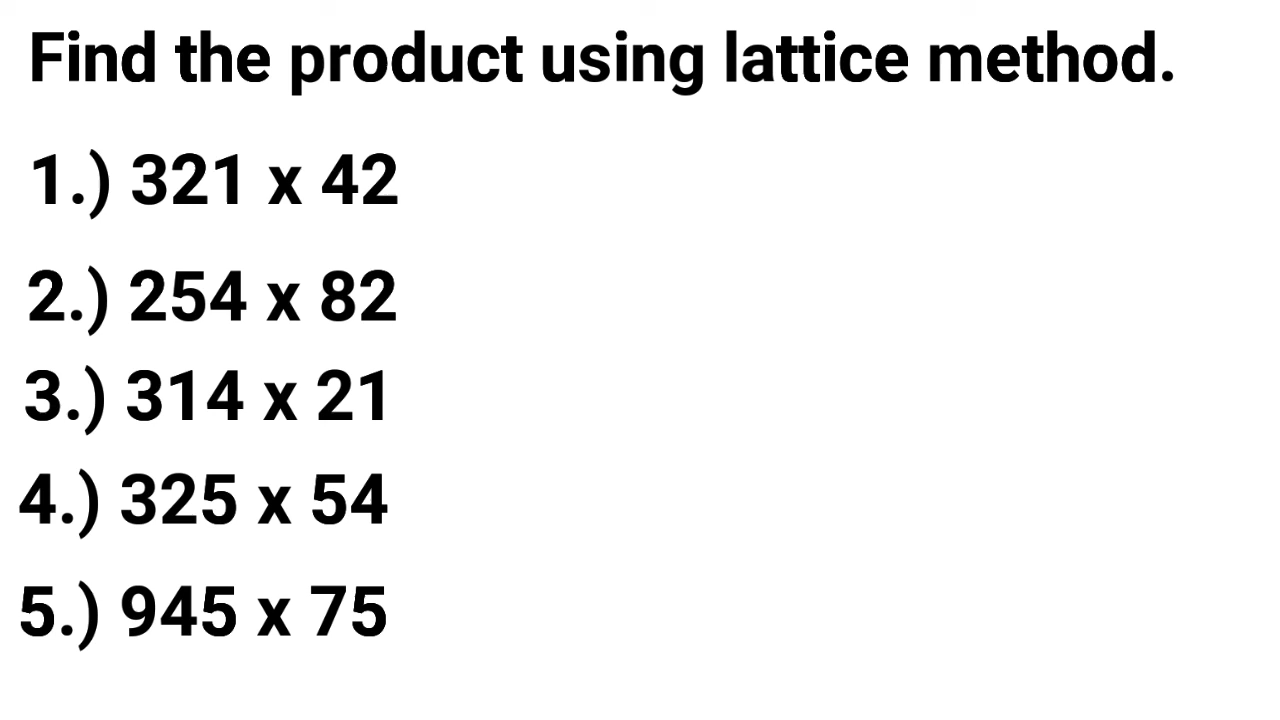 Find the product using lattice method.
1.) 321 x 42
2.) 254 x 82
3.) 314 x 21
4.) 325 x 54
5.) 945 x 75